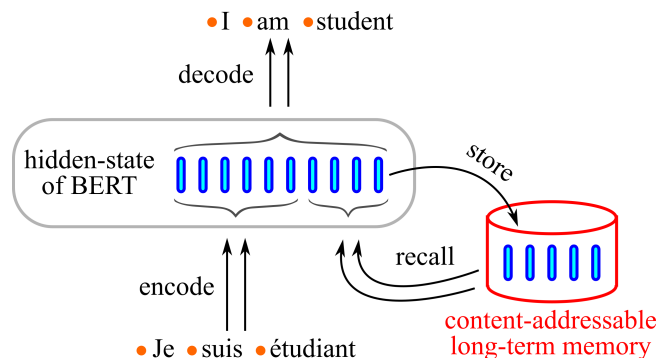 • I • am • student
decode
hidden-state
of BERT
store
encode
recall
• Je • suis • étudiant
content-addressable
long-term memory